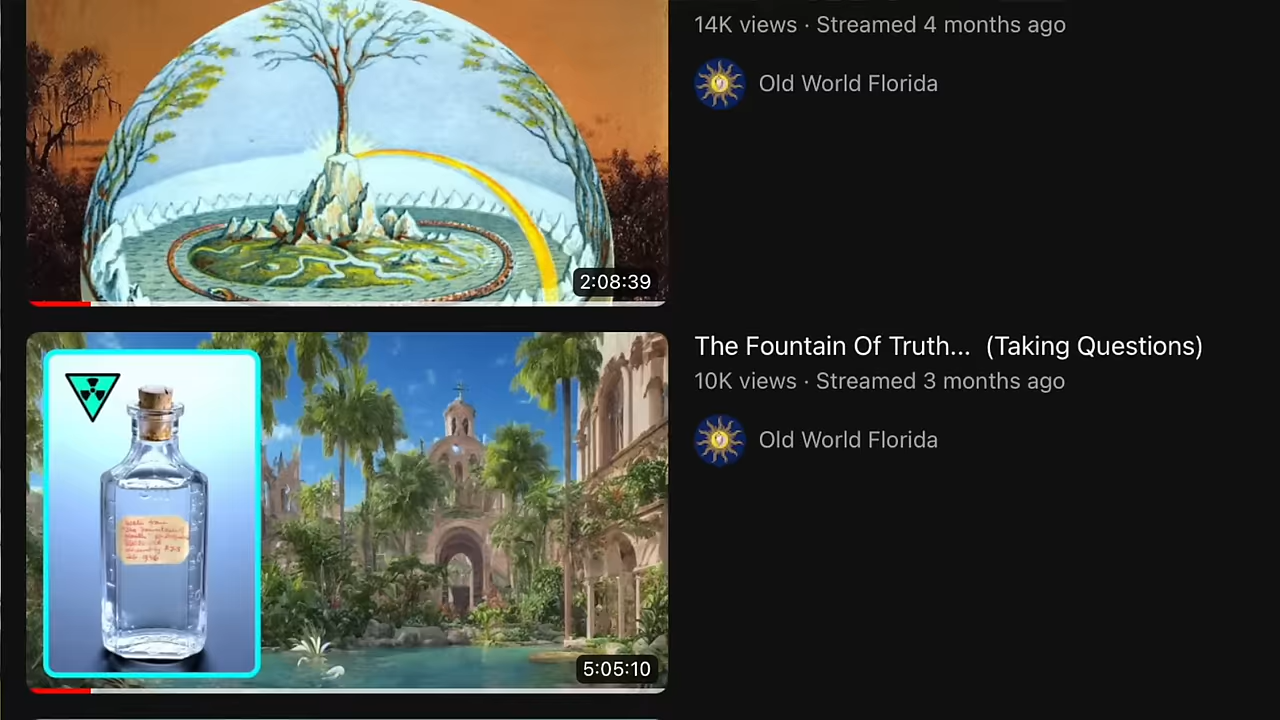 14K views · Streamed 4 months ago
Old World Florida
2:08:39
The Fountain Of Truth... (Taking Questions)
10K views · Streamed 3 months ago
Old World Florida
5:05:10